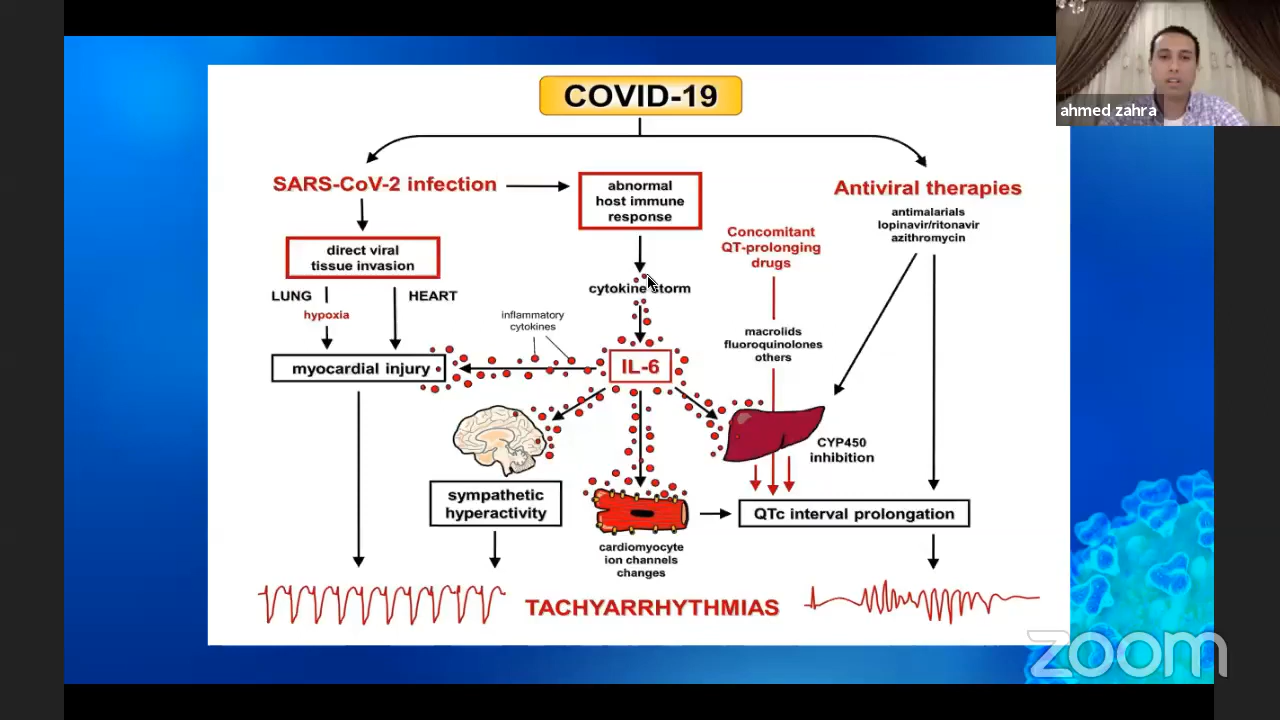 COVID-19
ahmed zahra
SARS-CoV-2 infection
abnormal
host immune
response
Antiviral therapies
antimalarials
lopinavir/ritonavir
azithromycin
Concomitant
QT-prolonging
drugs
direct viral
tissue invasion
LUNG
HEART
hypoxia
cytokine storm
inflammatory
cytokines
macrolids
fluoroquinolones
others
myocardial injury
IL-6
CYP450
inhibition
sympathetic
hyperactivity
QTc interval prolongation
cardiomyocyte
ion channels
changes
TACHYARRHYTHMIAS
zoom